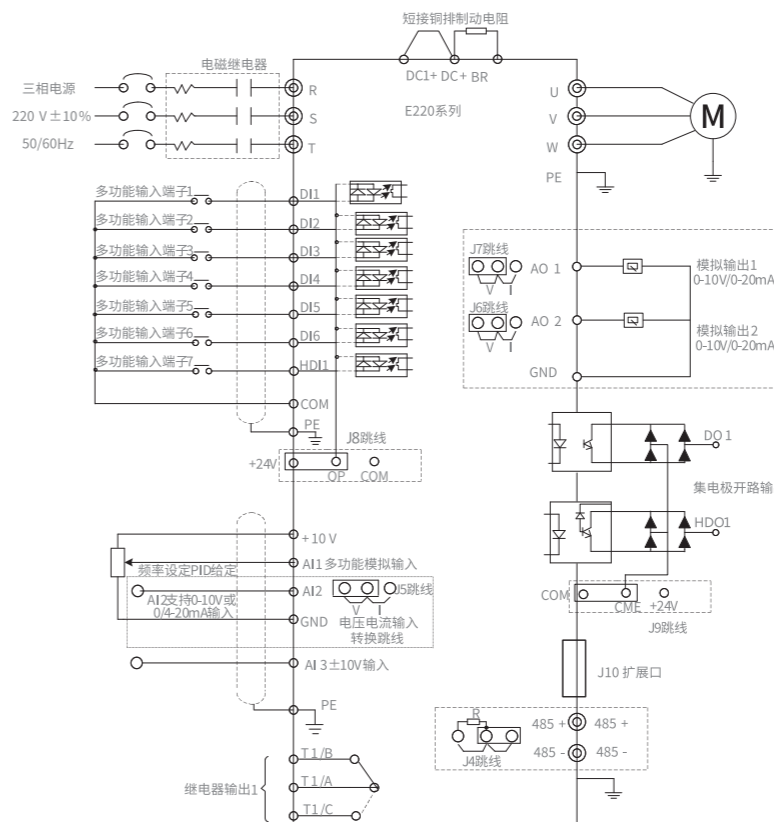 短接铜排制动电阻
DC1+ DC+ BR
电磁继电器
三相电源
220 V±10%
50/60Hz
R
S
T
E220系列
U
V
W
M
PE
多功能输入端子1
DI1
多功能输入端子2
DI2
多功能输入端子3
DI3
多功能输入端子4
DI4
多功能输入端子5
DI5
多功能输入端子6
DI6
多功能输入端子7
HDI1
COM
PE
J8跳线
+24V
OP COM
J7跳线
V I
AO 1
模拟输出1
0-10V/0-20mA
J6跳线
V I
AO 2
模拟输出2
0-10V/0-20mA
GND
DO 1
集电极开路输
HDO1
COM
CME +24V
J9跳线
+10 V
AI1多功能模拟输入
频率设定PID给定
AI2
J5跳线
V I
AI2支持0-10V或
0/4-20mA输入
GND
电压电流输入
转换跳线
AI 3 ±10V输入
PE
J10 扩展口
R
J4跳线
485 + 485 +
485 - 485 -
T1/B
继电器输出1
T1/A
T1/C